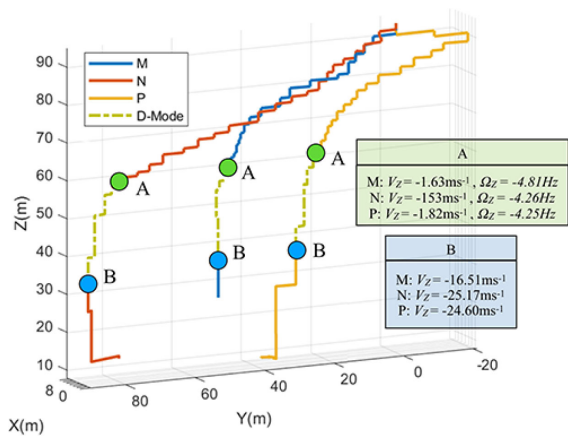 M
N
P
D-Mode
90
80
70
60
50
40
30
20
10
Z(m)
A
A
A
B
B
B
A
M: VZ = -1.63ms-1 , ΩZ = -4.81Hz
N: VZ = -153ms-1 , ΩZ = -4.26Hz
P: VZ = -1.82ms-1 , ΩZ = -4.25Hz
B
M: VZ = -16.51ms-1
N: VZ = -25.17ms-1
P: VZ = -24.60ms-1
8
0
80
60
40
20
0
-20
X(m)
Y(m)